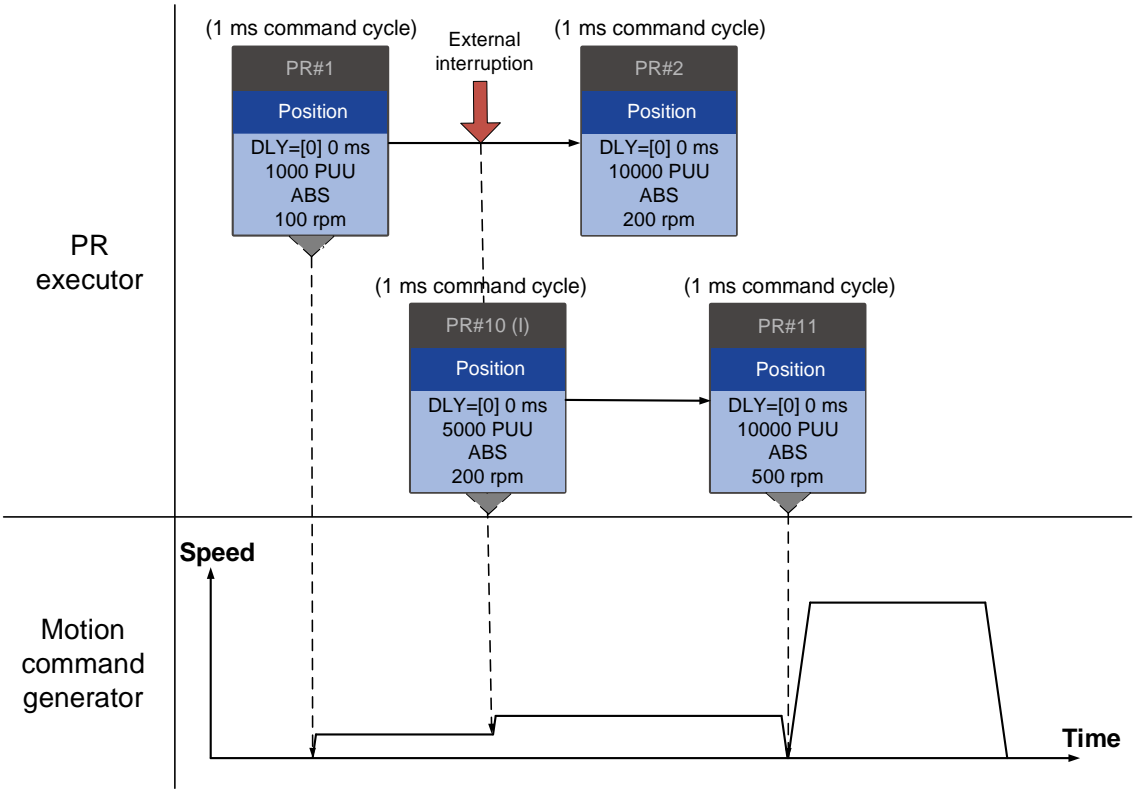 (1 ms command cycle)
External
interruption
(1 ms command cycle)
PR#1
Position
DLY=[0] 0 ms
1000 PUU
ABS
100 rpm
PR#2
Position
DLY=[0] 0 ms
10000 PUU
ABS
200 rpm
PR
executor
(1 ms command cycle)
(1 ms command cycle)
PR#10 (I)
Position
DLY=[0] 0 ms
5000 PUU
ABS
200 rpm
PR#11
Position
DLY=[0] 0 ms
10000 PUU
ABS
500 rpm
Speed
Motion
command
generator
Time